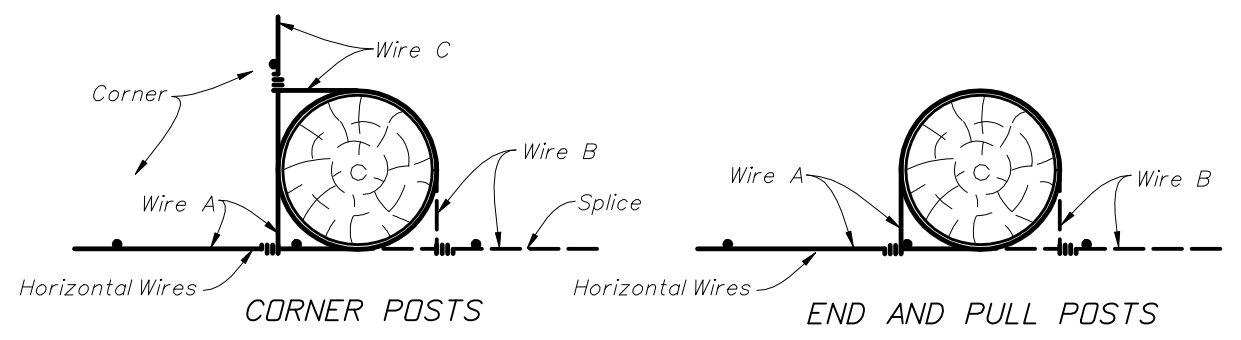 Wire C
Corner
Wire B
Wire A
Splice
Horizontal Wires
CORNER POSTS
Wire A
Wire B
Horizontal Wires
END AND PULL POSTS